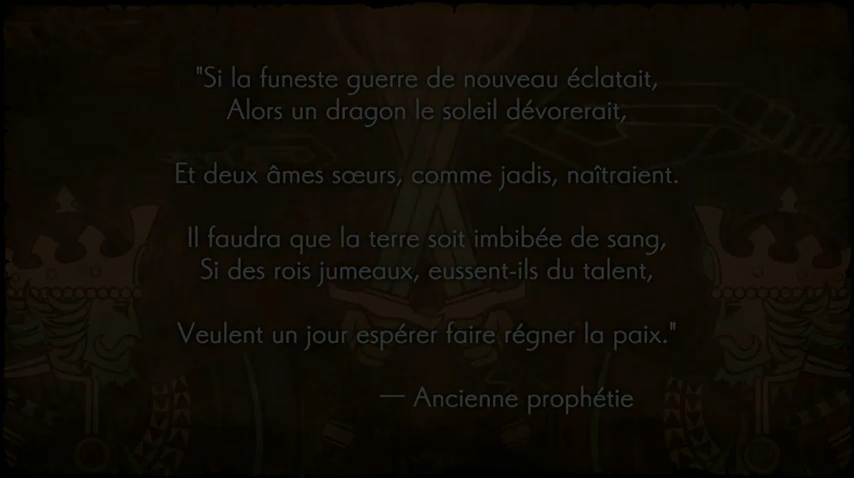 "Si la funeste guerre de nouveau éclatait,
Alors un dragon le soleil dévorerait,
Et deux âmes sœurs, comme jadis, naîtraient.
Il faudra que la terre soit imbibée de sang,
Si des rois jumeaux, eussent-ils du talent,
Veulent un jour espérer faire régner la paix."
— Ancienne prophétie